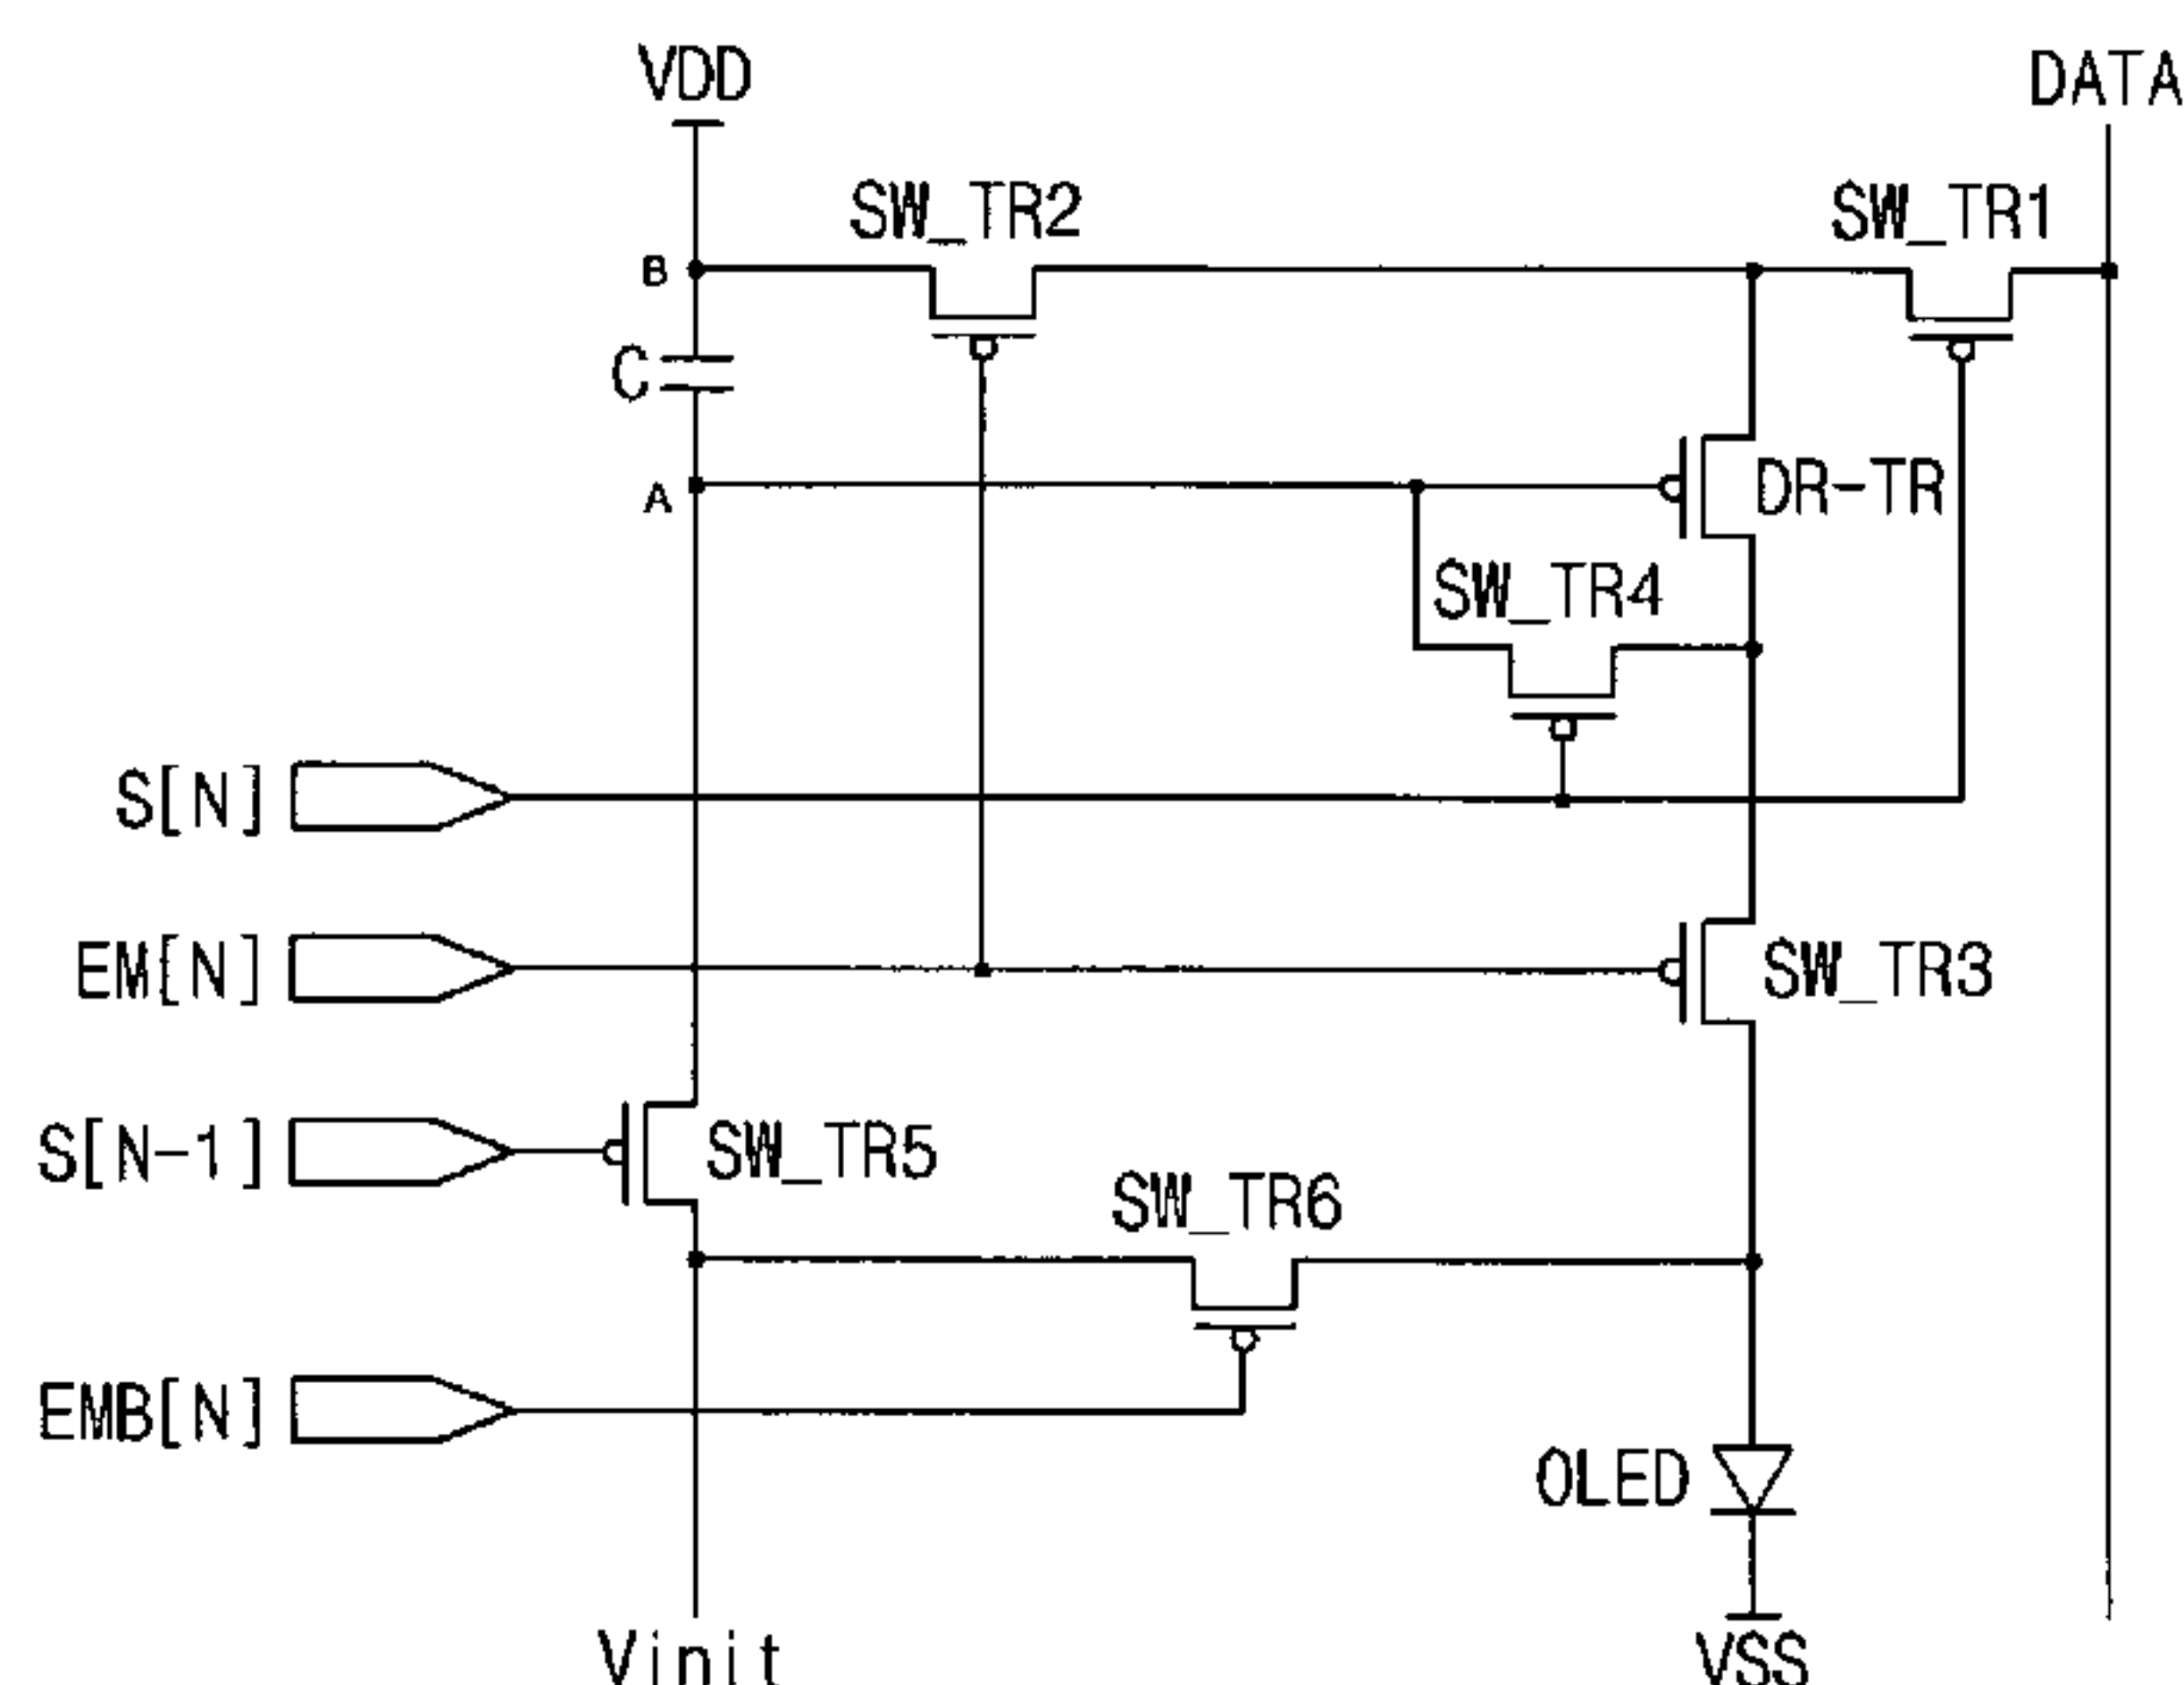 VDD
DATA
SW_TR2
SW_TR1
B
C
A
DR-TR
SW_TR4
S[N]
EM[N]
SW_TR3
S[N-1]
SW_TR5
SW_TR6
EMB[N]
OLED
Vinit
VSS